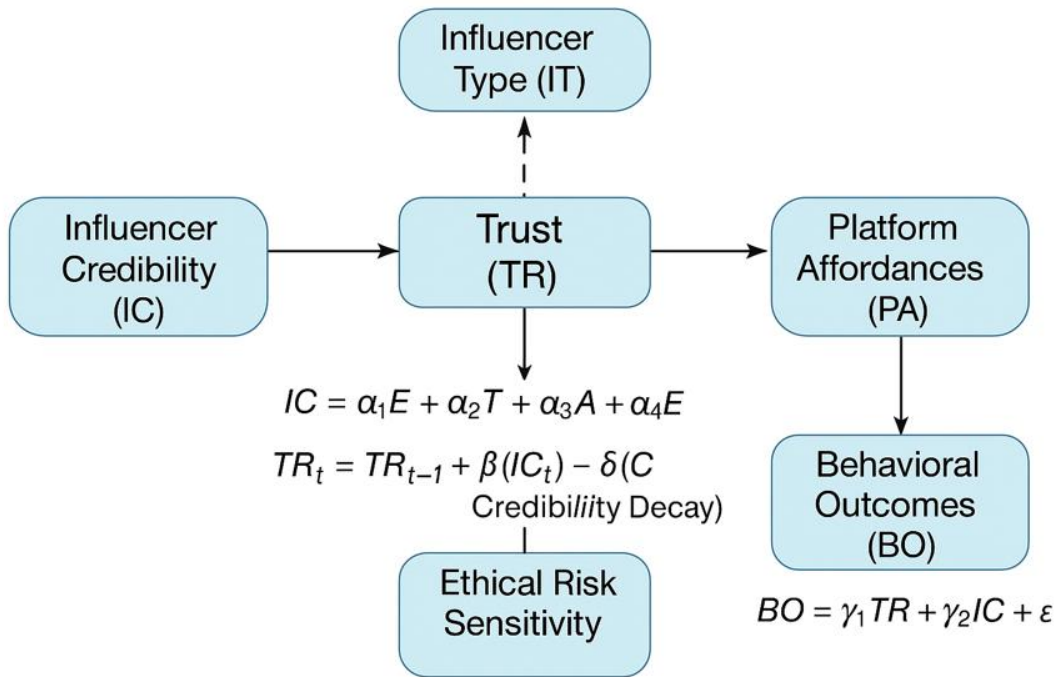 Influencer
Type (IT)
Influencer
Credibility
(IC)
Trust
(TR)
Platform
Affordances
(PA)
IC = α₁E + α₂T + α₃A + α₄E
TRₜ = TRₜ₋₁ + β(ICₜ) − δ(C
Credibiliity Decay)
Behavioral
Outcomes
(BO)
Ethical Risk
Sensitivity
BO = γ₁TR + γ₂IC + ε